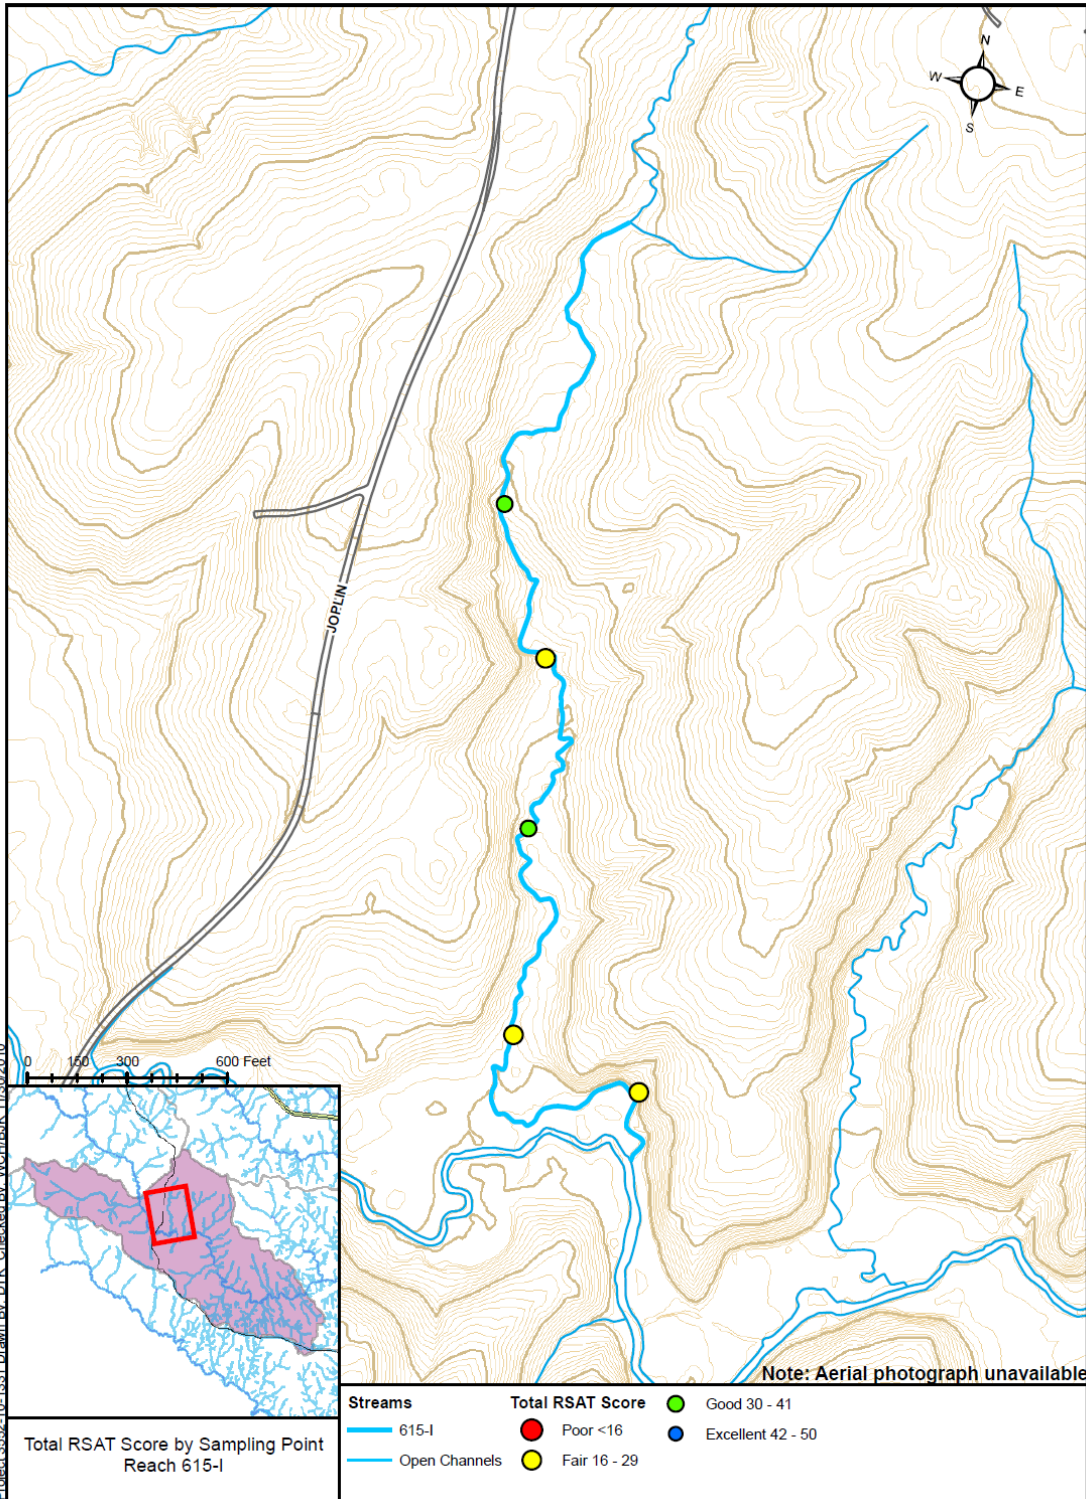 N
W
E
S
JOPLIN
0 150 300 600 Feet
Note: Aerial photograph unavailable
Total RSAT Score by Sampling Point
Reach 615-I
Streams
615-I
Open Channels
Total RSAT Score
Poor <16
Fair 16 - 29
Good 30 - 41
Excellent 42 - 50